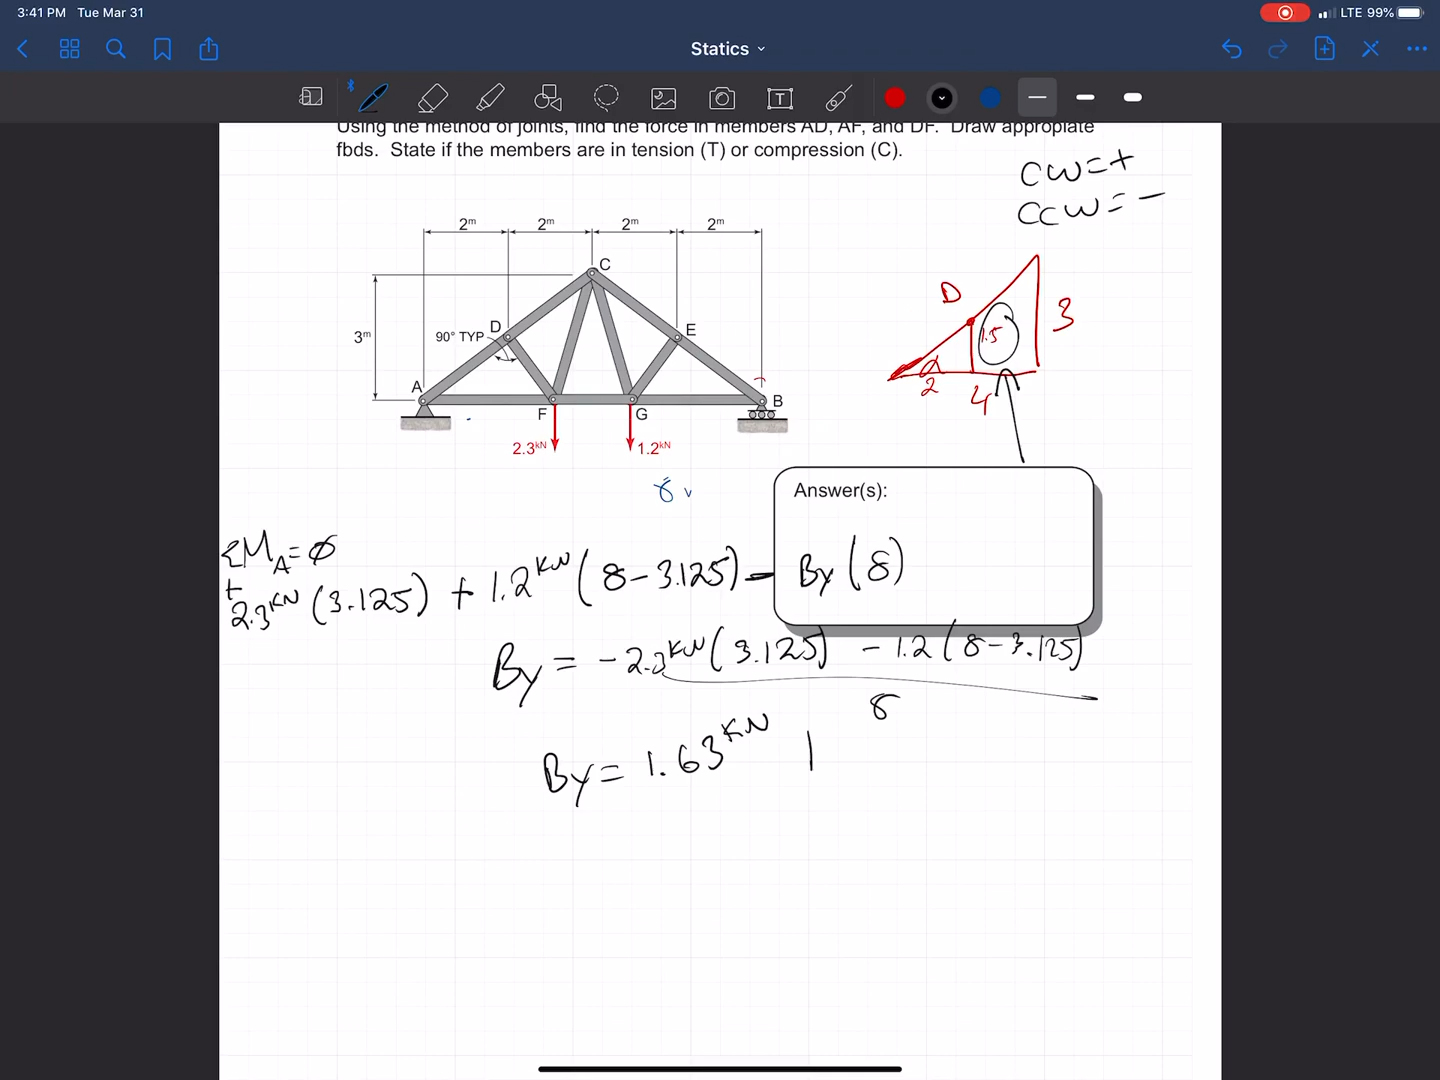 3:41 PM Tue Mar 31
LTE 99%
Statics
Using the method of joints, find the force in members AD, AF, and DF. Draw appropiate
fbds. State if the members are in tension (T) or compression (C).
CW=+
CCW=-
2m 2m 2m 2m
C
D
3
1.5
2
4
3m
90° TYP
D
E
A
B
F
G
2.3kN
1.2kN
8
Answer(s):
ΣMA=0
+
2.3KN (3.125) + 1.2KN (8-3.125) - By (8)
By = -2.3KN (3.125) - 1.2 (8-3.125)
8
By = 1.63KN